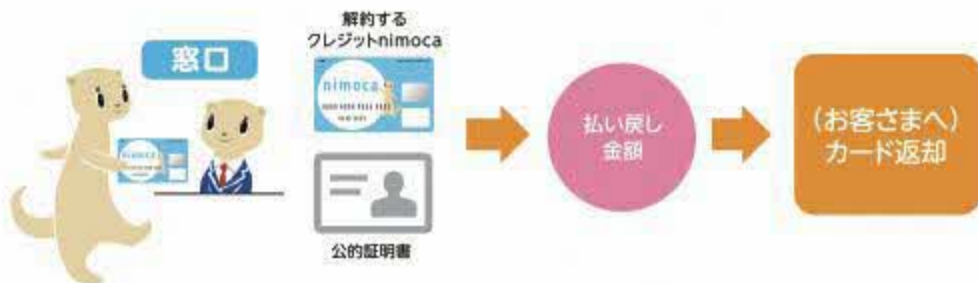 窓口
解約する
クレジットnimoca
nimoca
nimoca
公的証明書
払い戻し
金額
(お客さまへ)
カード返却